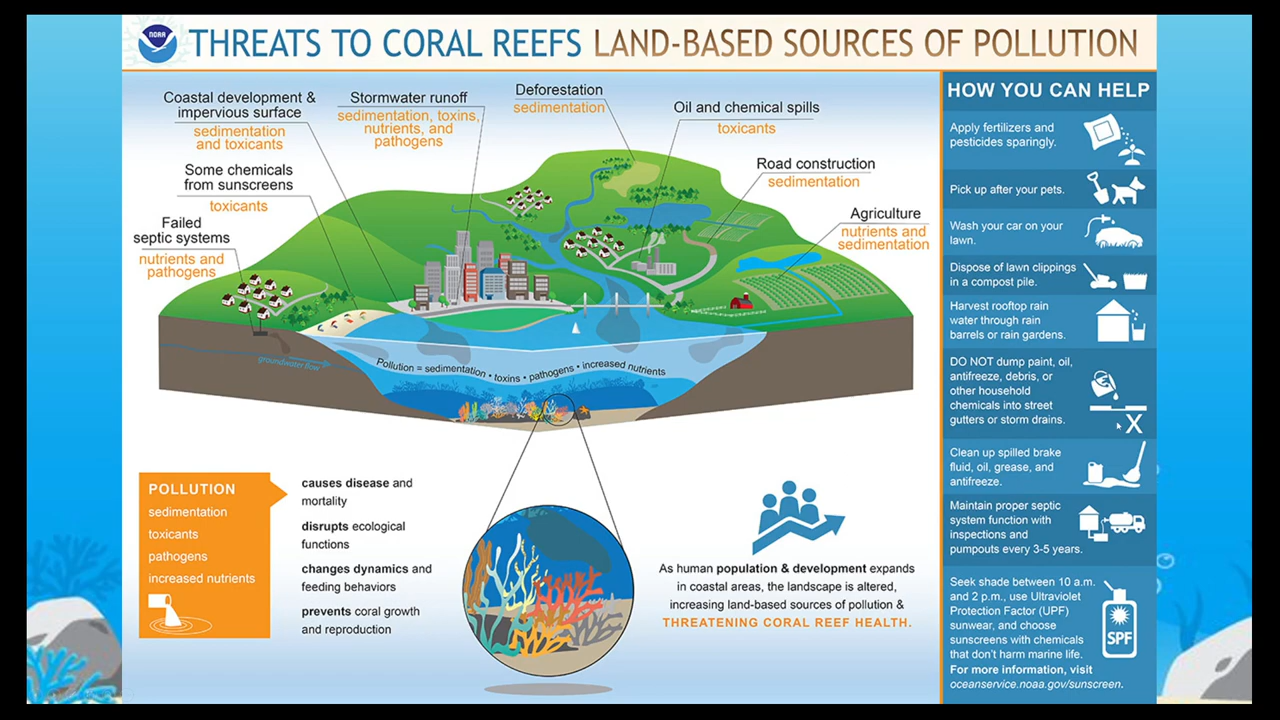 NOAA
THREATS TO CORAL REEFS LAND-BASED SOURCES OF POLLUTION
Coastal development &
impervious surface
sedimentation
and toxicants
Stormwater runoff
sedimentation, toxins,
nutrients, and
pathogens
Deforestation
sedimentation
Oil and chemical spills
toxicants
Some chemicals
from sunscreens
toxicants
Road construction
sedimentation
Failed
septic systems
nutrients and
pathogens
Agriculture
nutrients and
sedimentation
groundwater flow
Pollution = sedimentation • toxins • pathogens • increased nutrients
POLLUTION
sedimentation
toxicants
pathogens
increased nutrients
causes disease and
mortality
disrupts ecological
functions
changes dynamics and
feeding behaviors
prevents coral growth
and reproduction
As human population & development expands
in coastal areas, the landscape is altered,
increasing land-based sources of pollution &
THREATENING CORAL REEF HEALTH.
HOW YOU CAN HELP
Apply fertilizers and
pesticides sparingly.
Pick up after your pets.
Wash your car on your
lawn.
Dispose of lawn clippings
in a compost pile.
Harvest rooftop rain
water through rain
barrels or rain gardens.
DO NOT dump paint, oil,
antifreeze, debris, or
other household
chemicals into street
gutters or storm drains.
X
Clean up spilled brake
fluid, oil, grease, and
antifreeze.
Maintain proper septic
system function with
inspections and
pumpouts every 3-5 years.
Seek shade between 10 a.m.
and 2 p.m., use Ultraviolet
Protection Factor (UPF)
sunwear, and choose
sunscreens with chemicals
that don't harm marine life.
For more information, visit
oceanservice.noaa.gov/sunscreen.
SPF